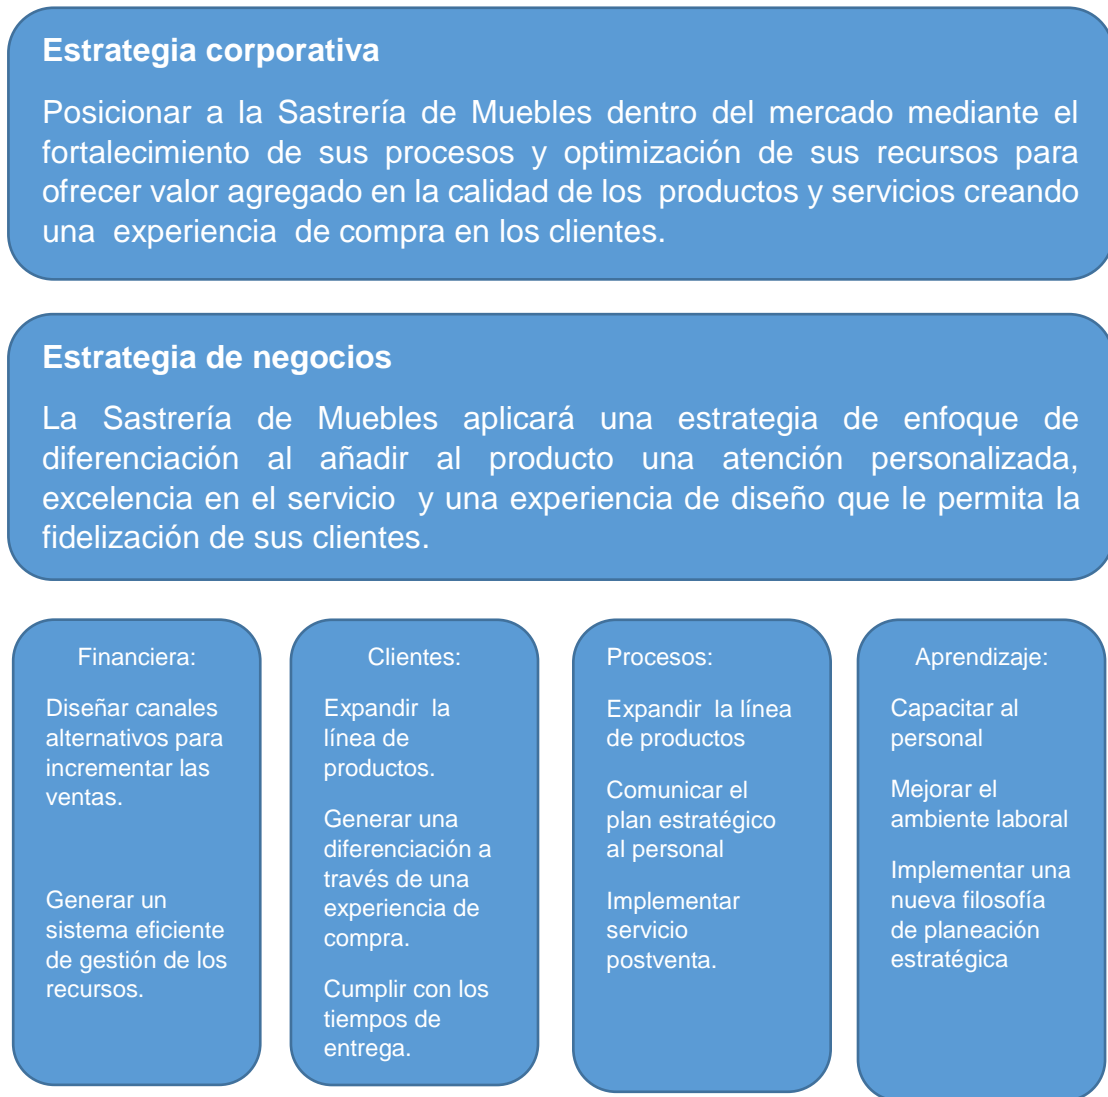 Estrategia corporativa
Posicionar a la Sastrería de Muebles dentro del mercado mediante el
fortalecimiento de sus procesos y optimización de sus recursos para
ofrecer valor agregado en la calidad de los productos y servicios creando
una experiencia de compra en los clientes.
Estrategia de negocios
La Sastrería de Muebles aplicará una estrategia de enfoque de
diferenciación al añadir al producto una atención personalizada,
excelencia en el servicio y una experiencia de diseño que le permita la
fidelización de sus clientes.
Financiera:
Diseñar canales
alternativos para
incrementar las
ventas.
Generar un
sistema eficiente
de gestión de los
recursos.
Clientes:
Expandir la
línea de
productos.
Generar una
diferenciación a
través de una
experiencia de
compra.
Cumplir con los
tiempos de
entrega.
Procesos:
Expandir la línea
de productos
Comunicar el
plan estratégico
al personal
Implementar
servicio
postventa.
Aprendizaje:
Capacitar al
personal
Mejorar el
ambiente laboral
Implementar una
nueva filosofía
de planeación
estratégica